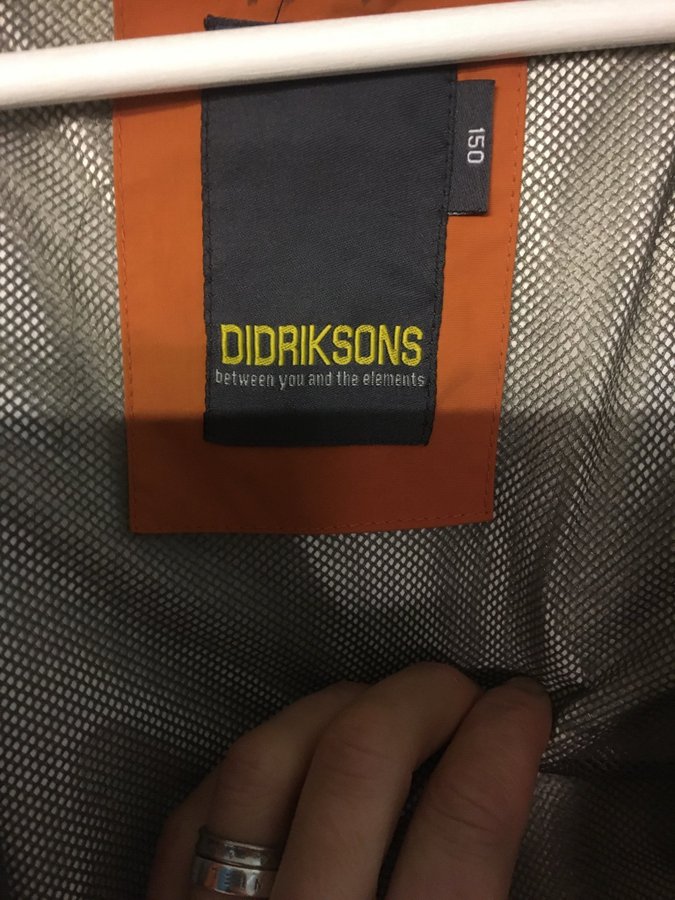 150
DIDRIKSONS
between you and the elements